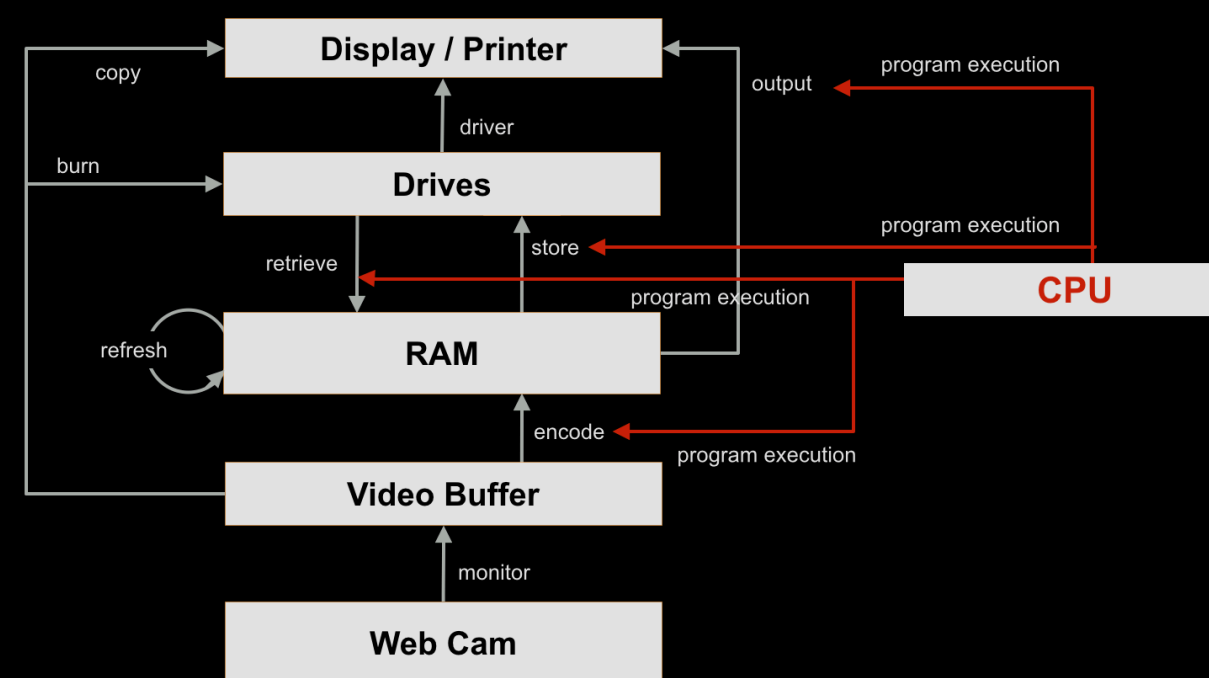 Display / Printer
program execution
copy
output
driver
burn
Drives
program execution
store
retrieve
CPU
program execution
refresh
RAM
encode
program execution
Video Buffer
monitor
Web Cam